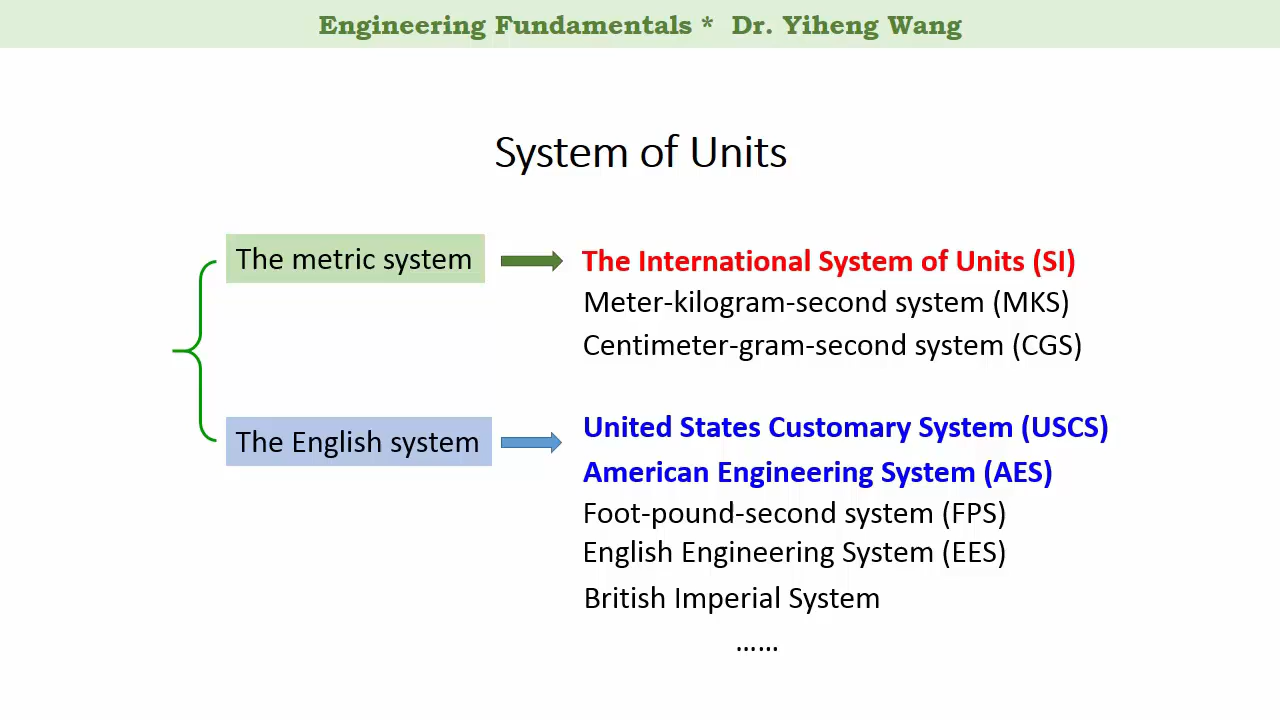 Engineering Fundamentals * Dr. Yiheng Wang
System of Units
The metric system
The International System of Units (SI)
Meter-kilogram-second system (MKS)
Centimeter-gram-second system (CGS)
The English system
United States Customary System (USCS)
American Engineering System (AES)
Foot-pound-second system (FPS)
English Engineering System (EES)
British Imperial System
……